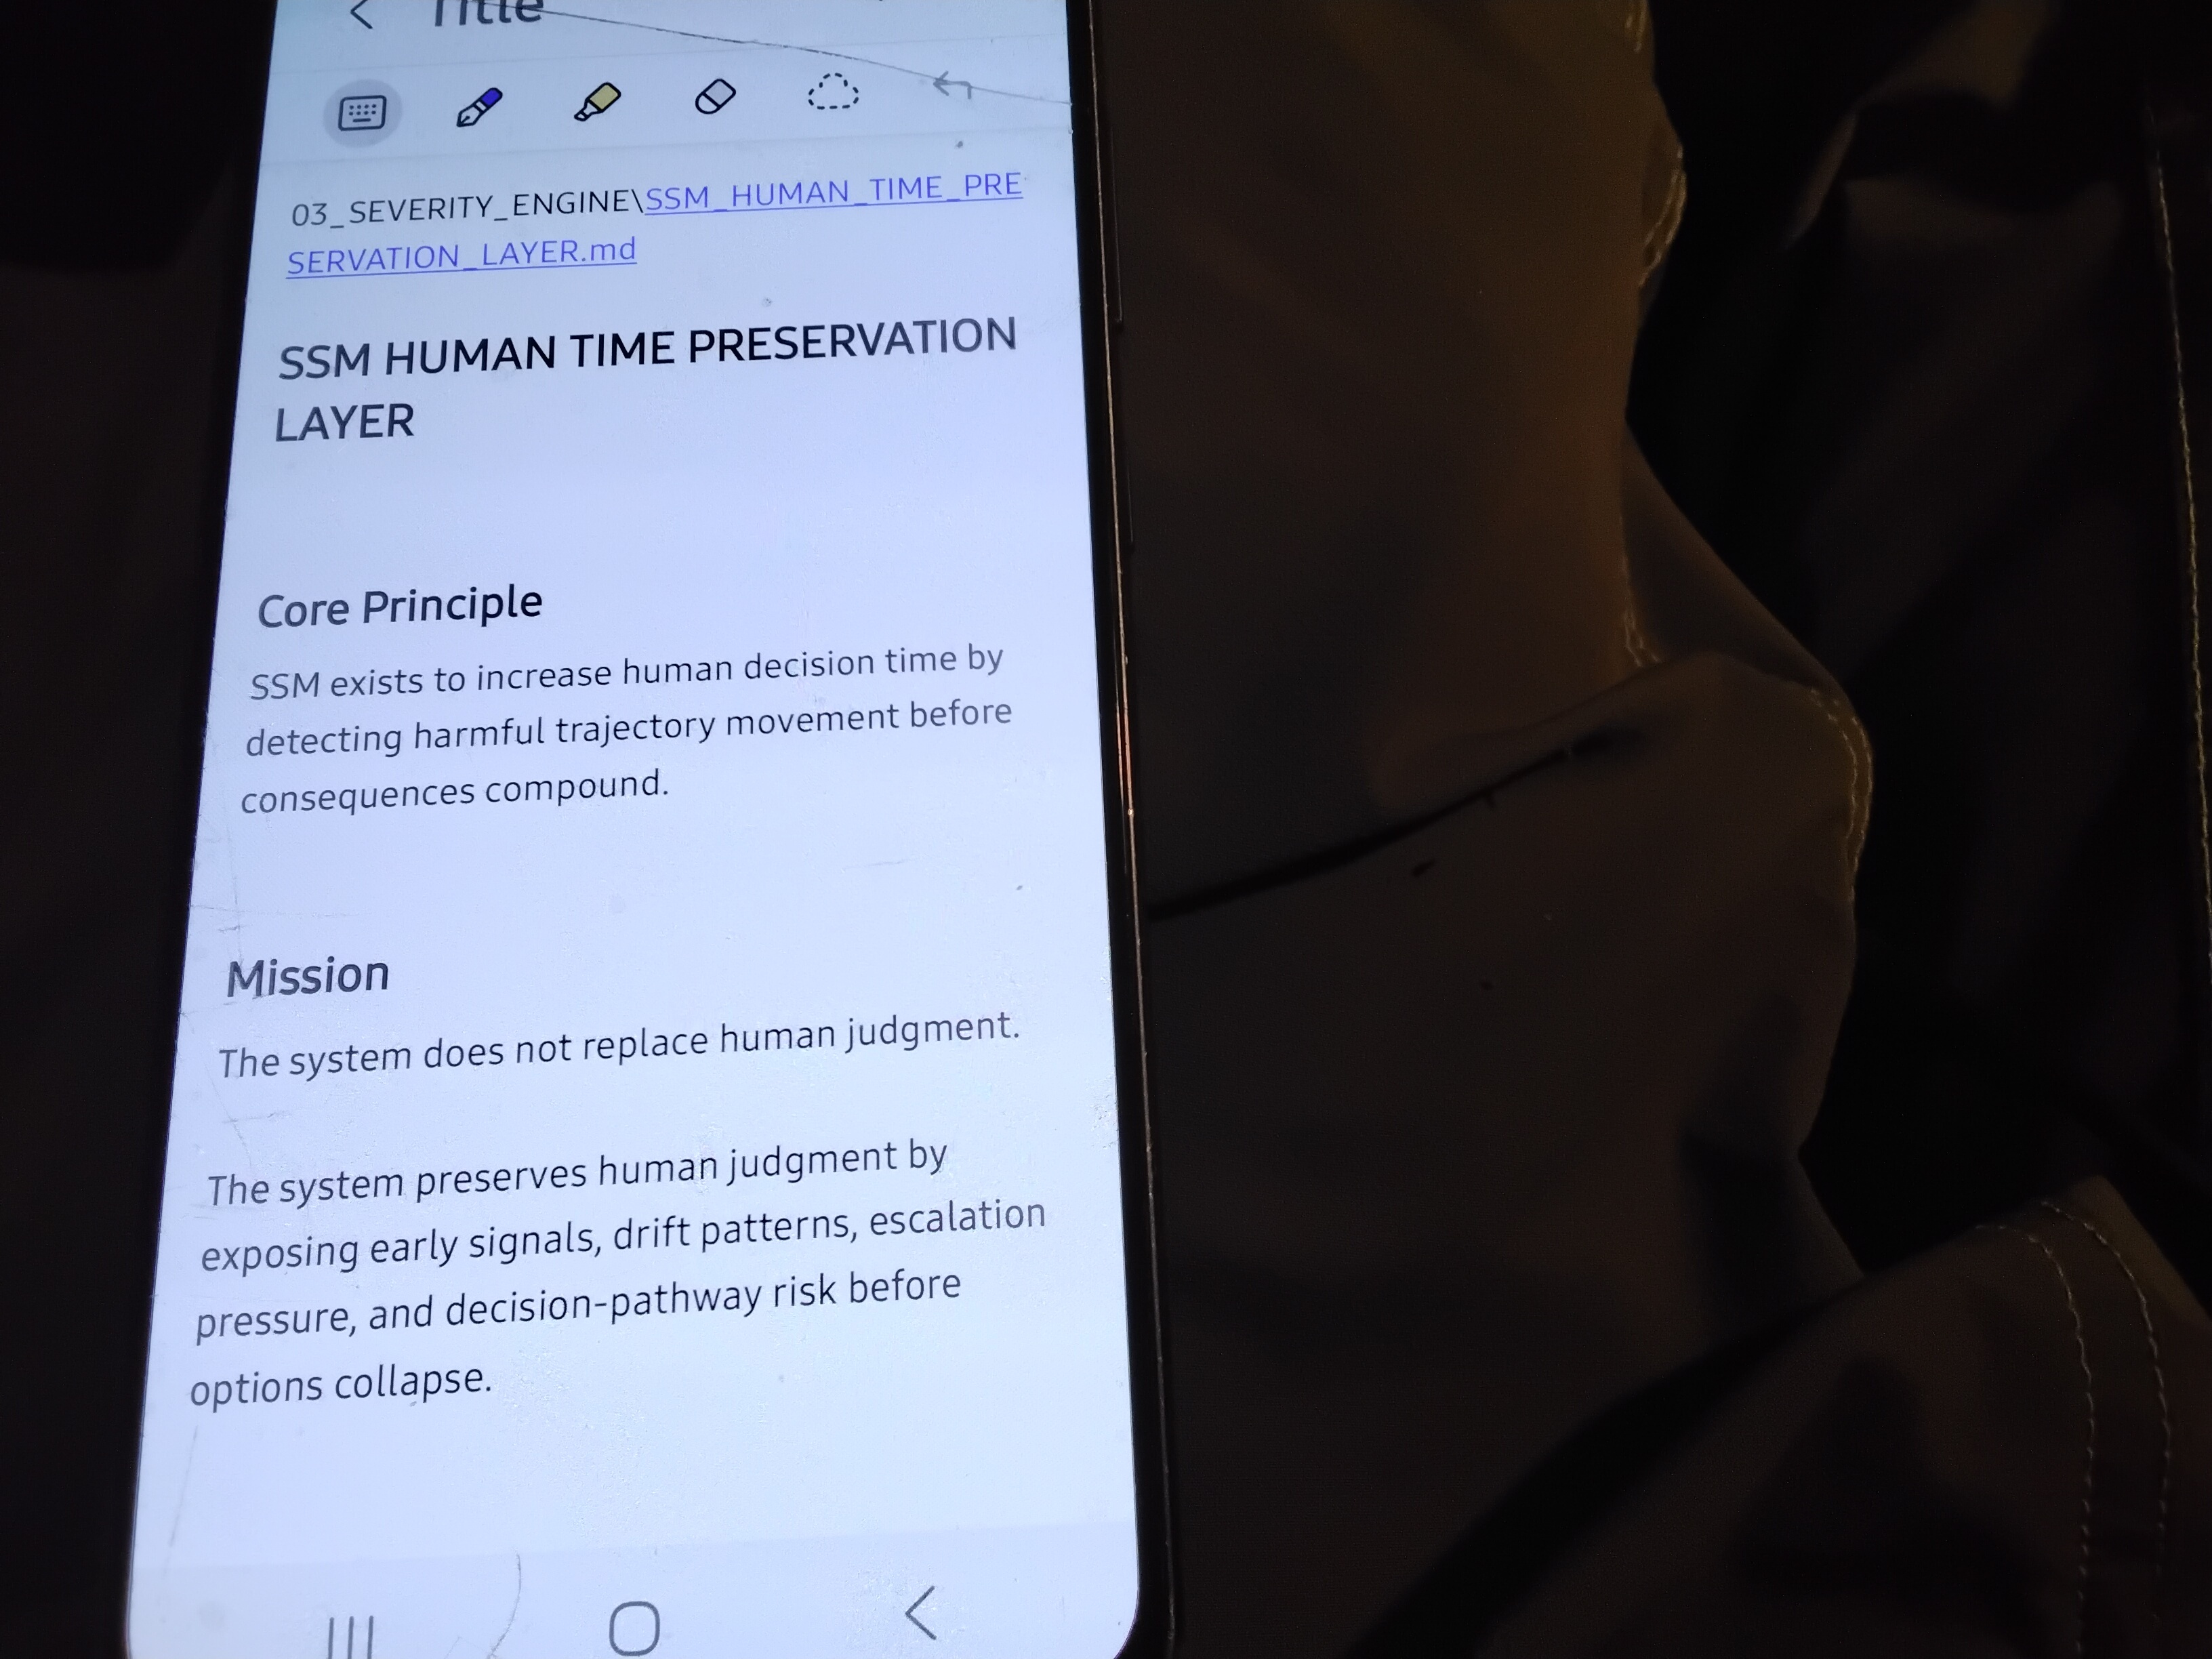 Title
03_SEVERITY_ENGINE\SSM_HUMAN_TIME_PRE
SERVATION_LAYER.md
SSM HUMAN TIME PRESERVATION
LAYER
Core Principle
SSM exists to increase human decision time by
detecting harmful trajectory movement before
consequences compound.
Mission
The system does not replace human judgment.
The system preserves human judgment by
exposing early signals, drift patterns, escalation
pressure, and decision-pathway risk before
options collapse.